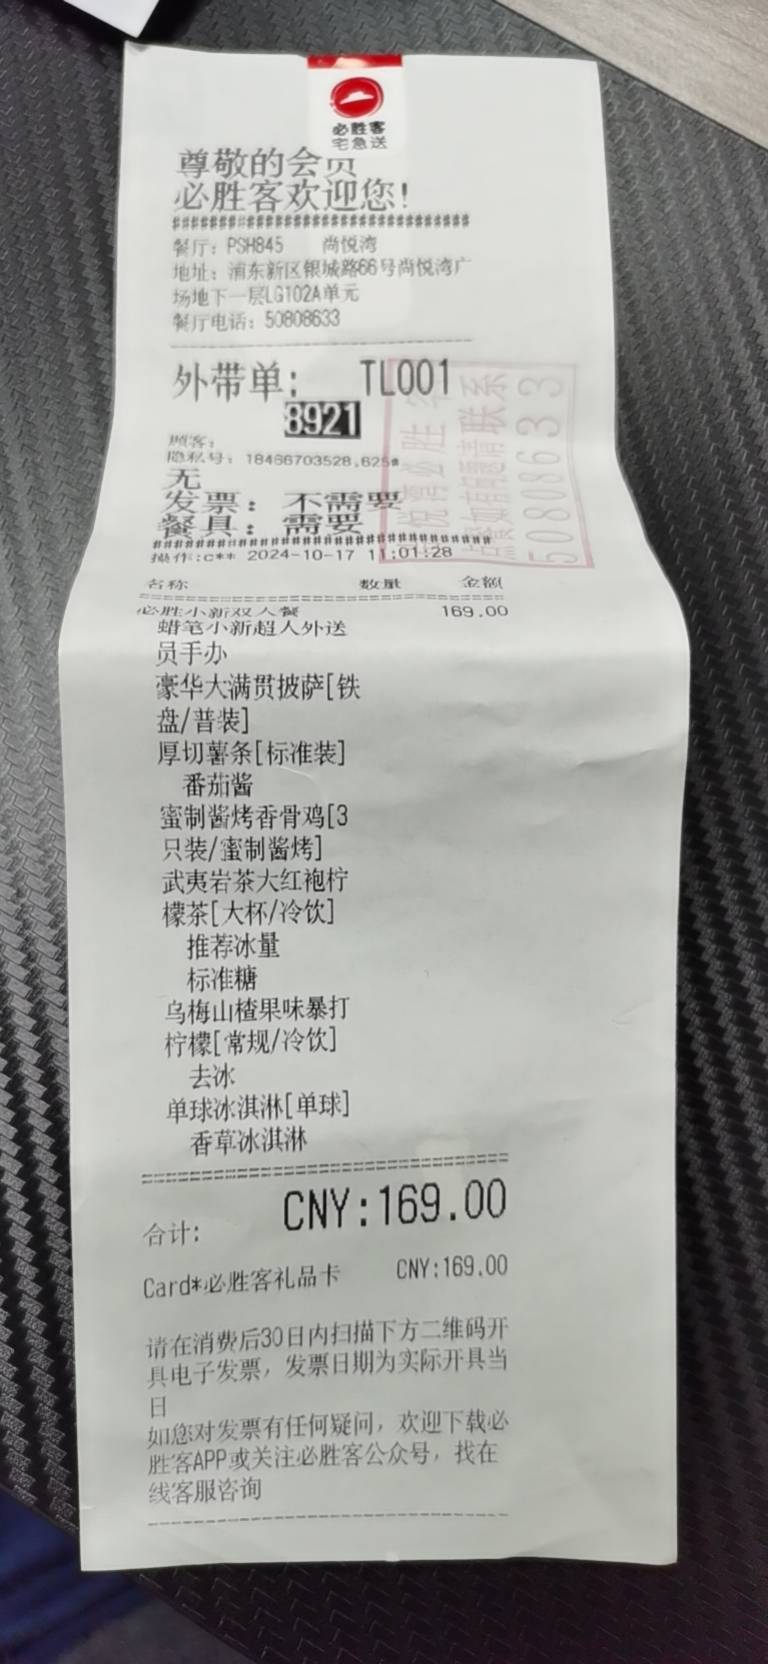 必胜客
宅急送
尊敬的会员
必胜客欢迎您!
餐厅: PSH845 尚悦湾
地址: 浦东新区银城路66号尚悦湾广
场地下一层LG102A单元
餐厅电话: 50808633
外带单: TL001
8921
顾客:
隐私号: 18466703528,625#
无
发票: 不需要
餐具: 需要
50808633
操作:c** 2024-10-17 11:01:28
名称 数量 金额
必胜小新双人餐 169.00
蜡笔小新超人外送
员手办
豪华大满贯披萨[铁
盘/普装]
厚切薯条[标准装]
番茄酱
蜜制酱烤香骨鸡[3
只装/蜜制酱烤]
武夷岩茶大红袍柠
檬茶[大杯/冷饮]
推荐冰量
标准糖
乌梅山楂果味暴打
柠檬[常规/冷饮]
去冰
单球冰淇淋[单球]
香草冰淇淋
合计: CNY:169.00
Card*必胜客礼品卡 CNY:169.00
请在消费后30日内扫描下方二维码开
具电子发票，发票日期为实际开具当
日
如您对发票有任何疑问，欢迎下载必
胜客APP或关注必胜客公众号，找在
线客服咨询